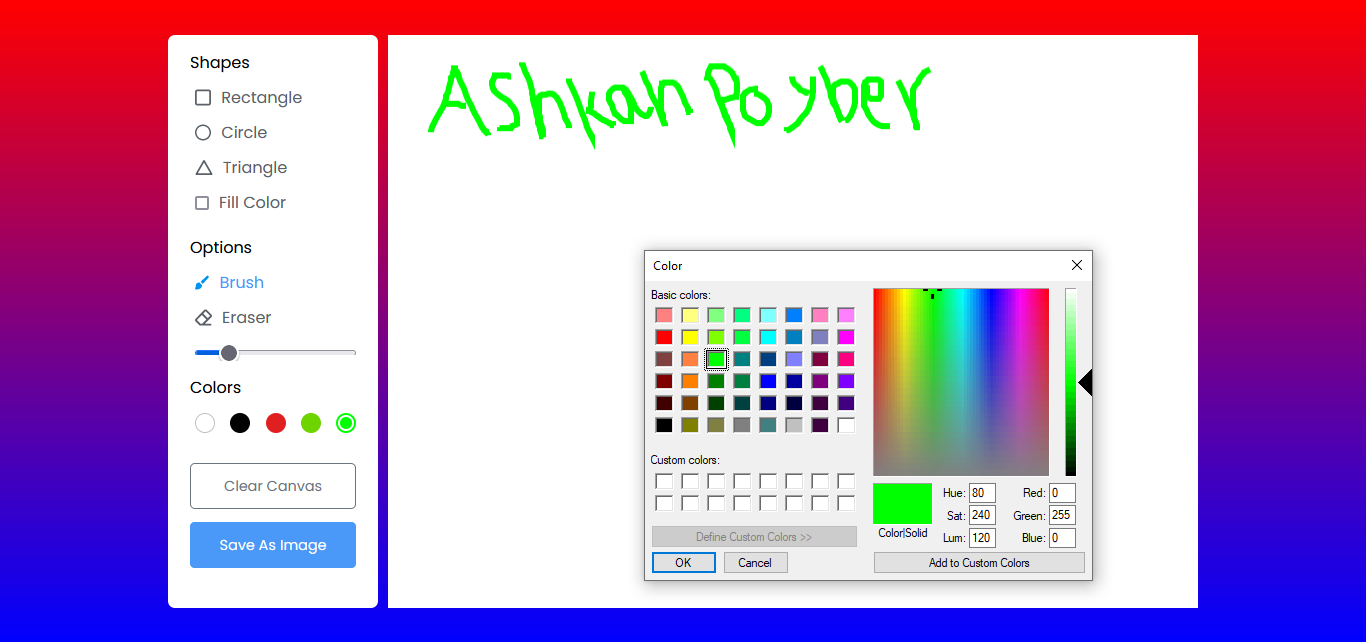 Shapes
Rectangle
Circle
Triangle
Fill Color
Options
Brush
Eraser
Colors
Clear Canvas
Save As Image
Ashkan Poyber
Color
Basic colors:
Custom colors:
Define Custom Colors >>
OK Cancel
Color|Solid
Hue: 80 Red: 0
Sat: 240 Green: 255
Lum: 120 Blue: 0
Add to Custom Colors